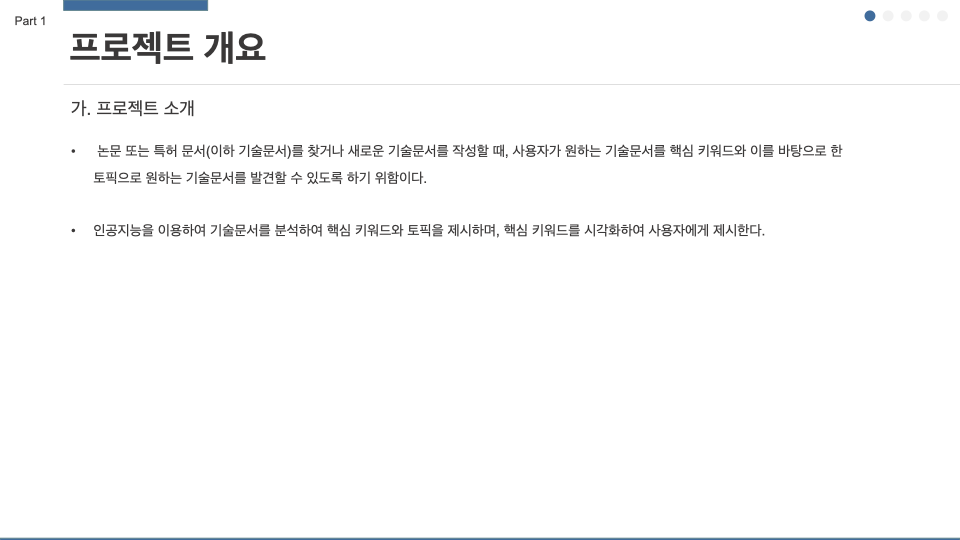 Part 1
프로젝트 개요
가. 프로젝트 소개
• 논문 또는 특허 문서(이하 기술문서)를 찾거나 새로운 기술문서를 작성할 때, 사용자가 원하는 기술문서를 핵심 키워드와 이를 바탕으로 한
토픽으로 원하는 기술문서를 발견할 수 있도록 하기 위함이다.
• 인공지능을 이용하여 기술문서를 분석하여 핵심 키워드와 토픽을 제시하며, 핵심 키워드를 시각화하여 사용자에게 제시한다.